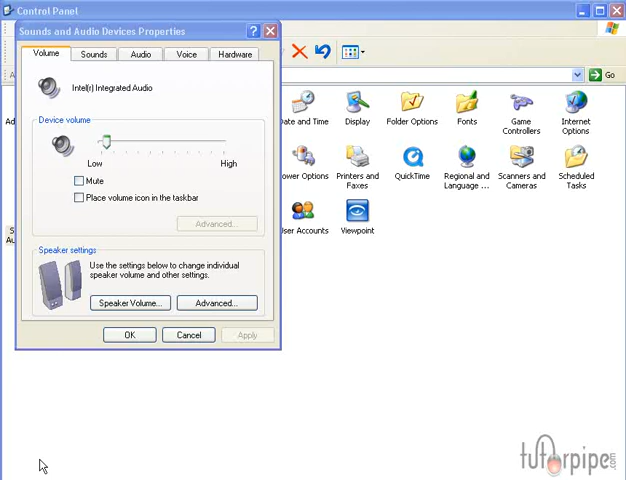 Control Panel
Sounds and Audio Devices Properties
Volume
Sounds
Audio
Voice
Hardware
Intel(r) Integrated Audio
Device volume
Low
High
Mute
Place volume icon in the taskbar
Advanced...
Speaker settings
Use the settings below to change individual
speaker volume and other settings.
Speaker Volume...
Advanced...
OK
Cancel
Apply
Go
Date and Time
Display
Folder Options
Fonts
Game
Controllers
Internet
Options
Power Options
Printers and
Faxes
QuickTime
Regional and
Language ...
Scanners and
Cameras
Scheduled
Tasks
User Accounts
Viewpoint
tutorpipe.com